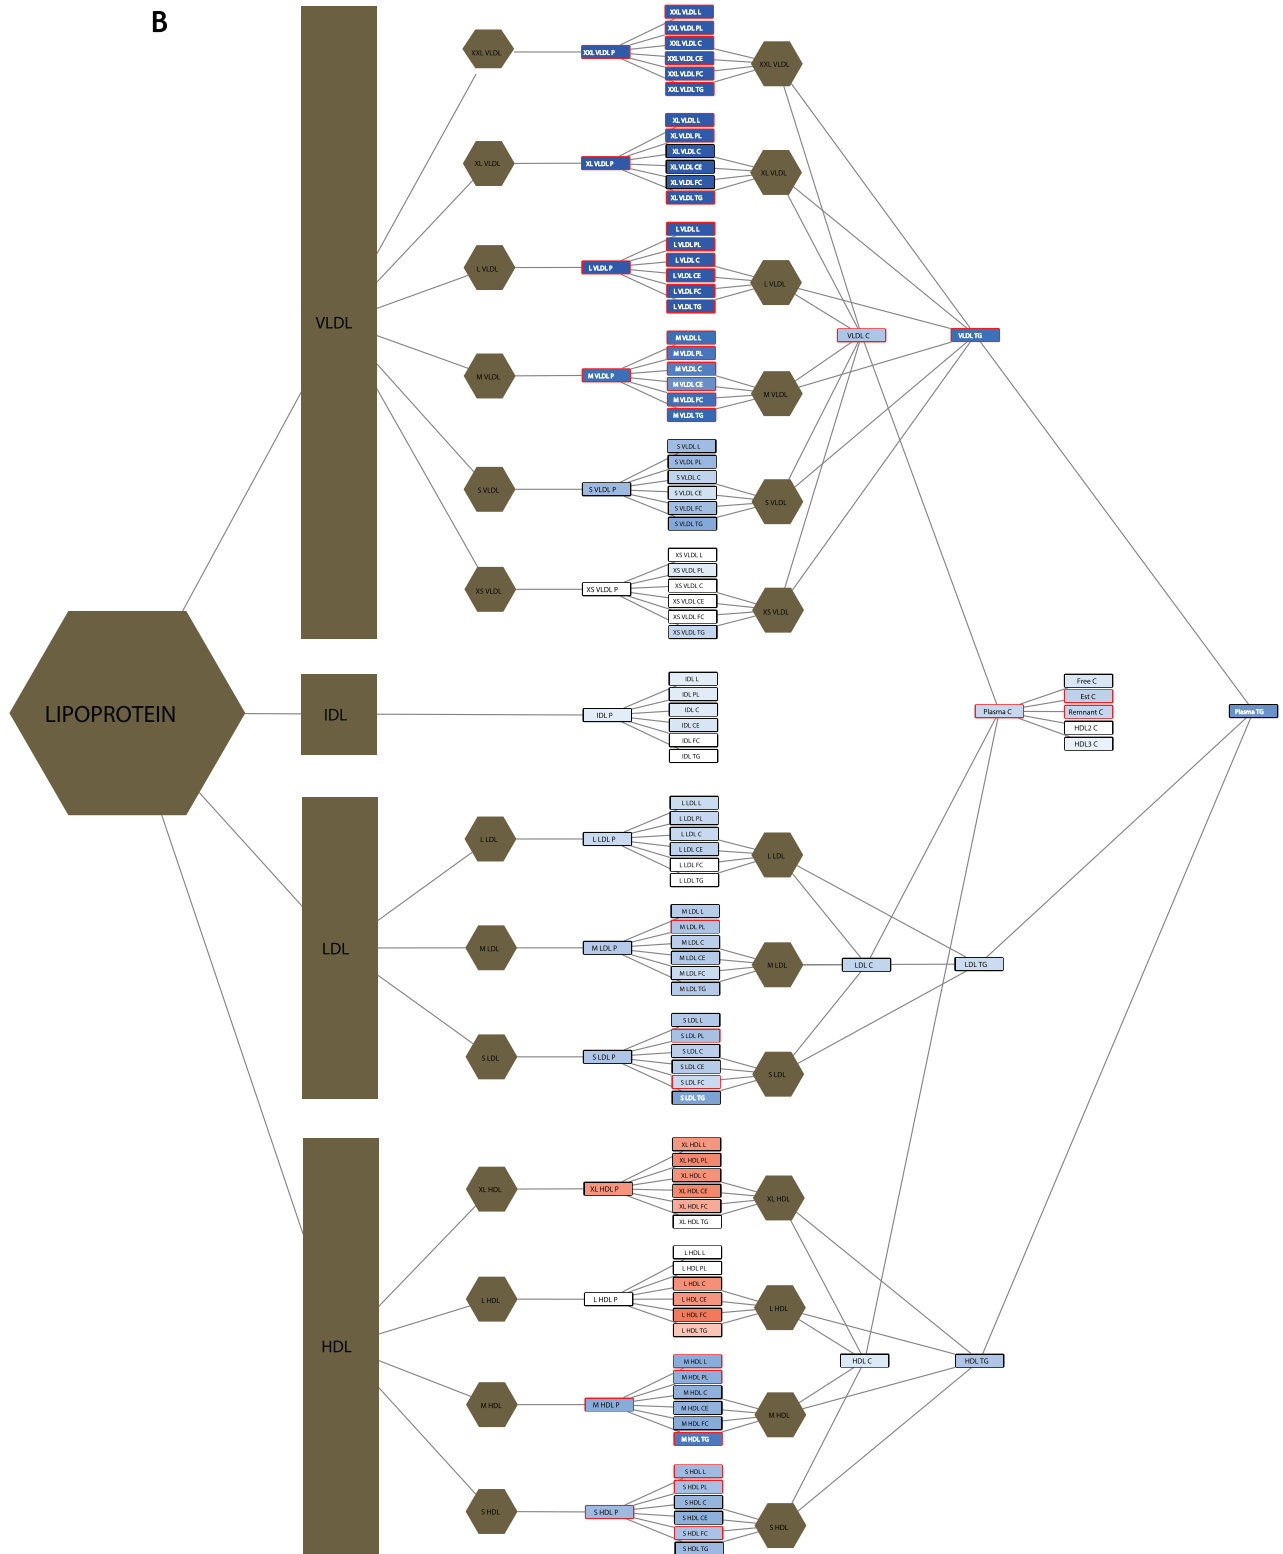 B
XXL VLDL
XXL VLDL P
XXL VLDL L
XXL VLDL PL
XXL VLDL C
XXL VLDL CE
XXL VLDL FC
XXL VLDL TG
XXL VLDL
XL VLDL
XL VLDL P
XL VLDL L
XL VLDL PL
XL VLDL C
XL VLDL CE
XL VLDL FC
XL VLDL TG
XL VLDL
L VLDL
L VLDL P
L VLDL L
L VLDL PL
L VLDL C
L VLDL CE
L VLDL FC
L VLDL TG
L VLDL
VLDL
VLDL C
VLDL TG
M VLDL
M VLDL P
M VLDL L
M VLDL PL
M VLDL C
M VLDL CE
M VLDL FC
M VLDL TG
M VLDL
S VLDL
S VLDL P
S VLDL L
S VLDL PL
S VLDL C
S VLDL CE
S VLDL FC
S VLDL TG
S VLDL
XS VLDL
XS VLDL P
XS VLDL L
XS VLDL PL
XS VLDL C
XS VLDL CE
XS VLDL FC
XS VLDL TG
XS VLDL
LIPOPROTEIN
IDL
IDL P
IDL L
IDL PL
IDL C
IDL CE
IDL FC
IDL TG
Plasma C
Free C
Est C
Remnant C
HDL2 C
HDL3 C
Plasma TG
L LDL
L LDL P
L LDL L
L LDL PL
L LDL C
L LDL CE
L LDL FC
L LDL TG
L LDL
LDL
M LDL
M LDL P
M LDL L
M LDL PL
M LDL C
M LDL CE
M LDL FC
M LDL TG
M LDL
LDL C
LDL TG
S LDL
S LDL P
S LDL L
S LDL PL
S LDL C
S LDL CE
S LDL FC
S LDL TG
S LDL
XL HDL
XL HDL P
XL HDL L
XL HDL PL
XL HDL C
XL HDL CE
XL HDL FC
XL HDL TG
XL HDL
L HDL
L HDL P
L HDL L
L HDL PL
L HDL C
L HDL CE
L HDL FC
L HDL TG
L HDL
HDL
HDL C
HDL TG
M HDL
M HDL P
M HDL L
M HDL PL
M HDL C
M HDL CE
M HDL FC
M HDL TG
M HDL
S HDL
S HDL P
S HDL L
S HDL PL
S HDL C
S HDL CE
S HDL FC
S HDL TG
S HDL